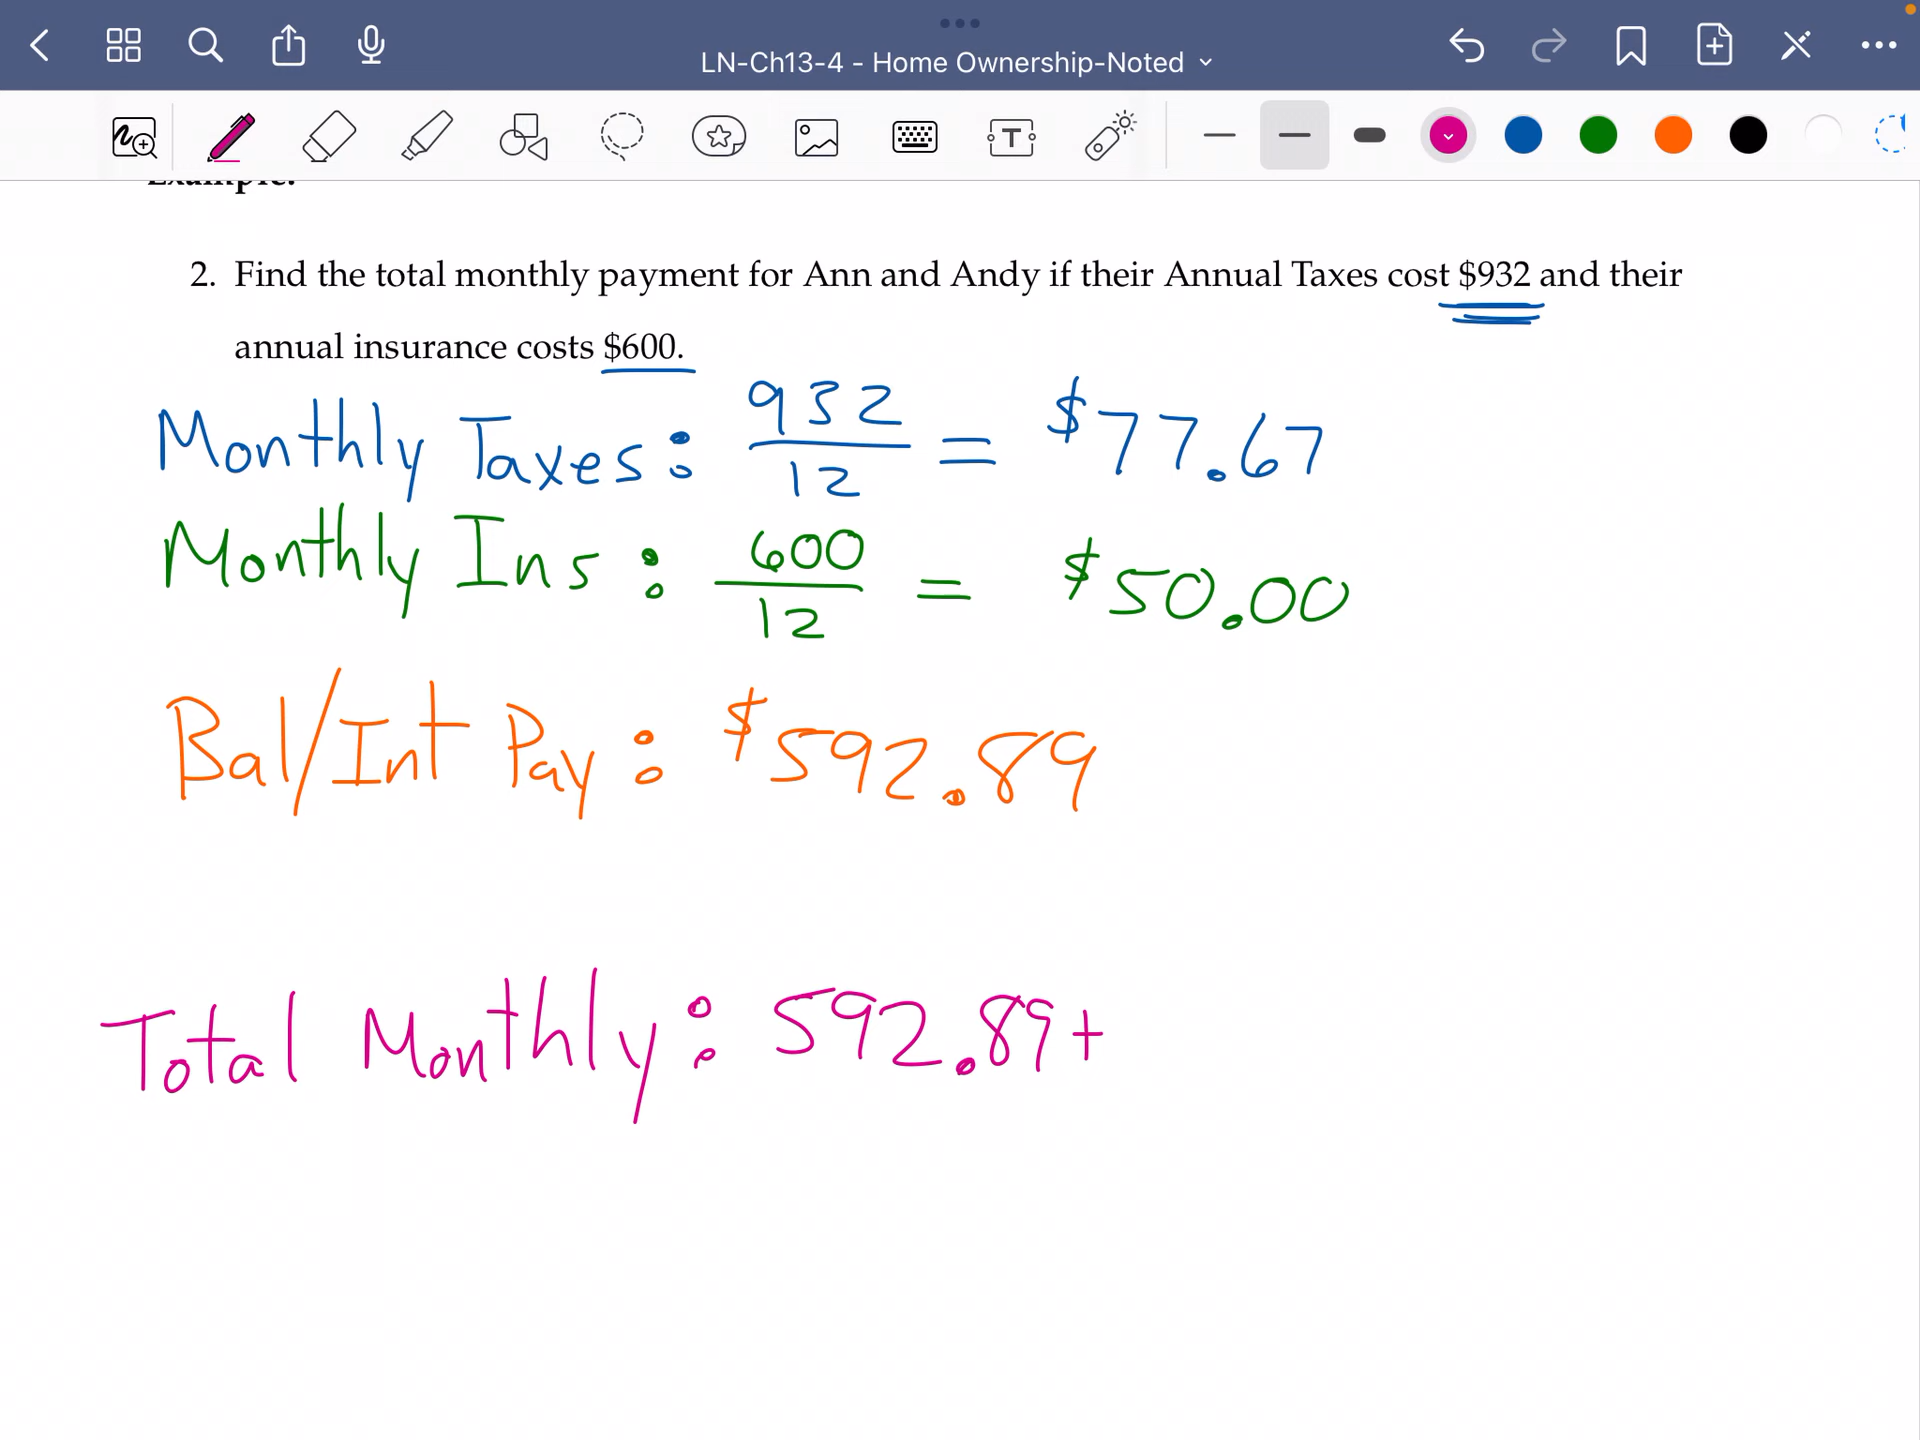 LN-Ch13-4 - Home Ownership-Noted
T
Example:
2. Find the total monthly payment for Ann and Andy if their Annual Taxes cost $932 and their
annual insurance costs $600.
Monthly Taxes: 932/12 = $77.67
Monthly Ins: 600/12 = $50.00
Bal/Int Pay: $592.89
Total Monthly: 592.89+